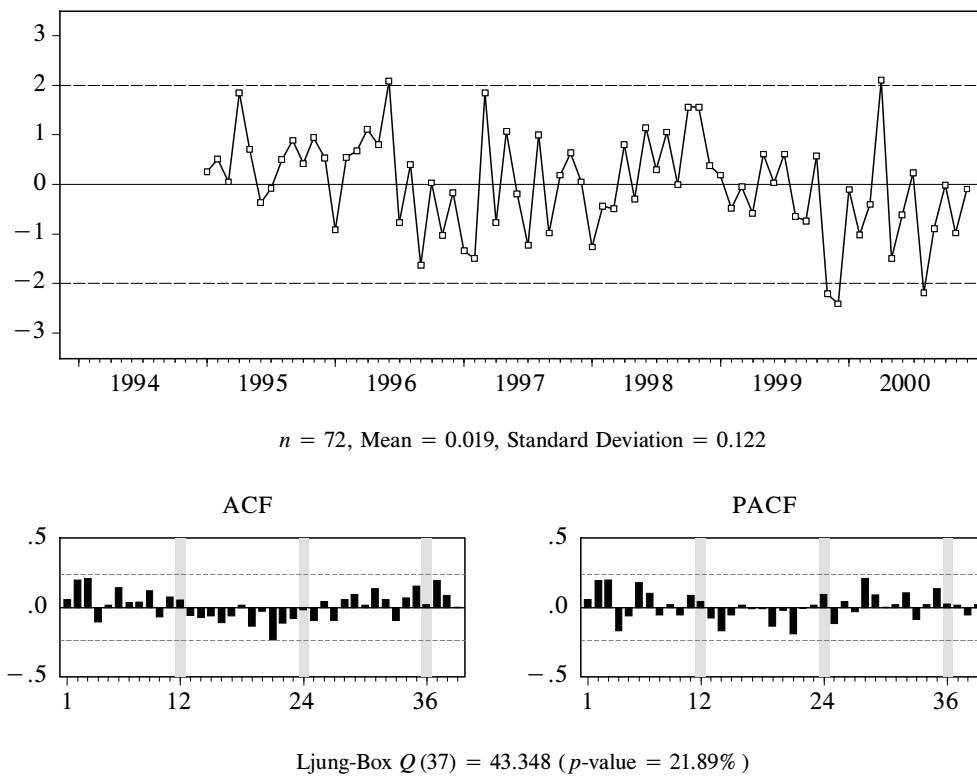 3
2
1
0
−1
−2
−3
1994 1995 1996 1997 1998 1999 2000
n = 72, Mean = 0.019, Standard Deviation = 0.122
ACF
.5
.0
−.5
1 12 24 36
PACF
.5
.0
−.5
1 12 24 36
Ljung-Box Q(37) = 43.348 (p-value = 21.89%)